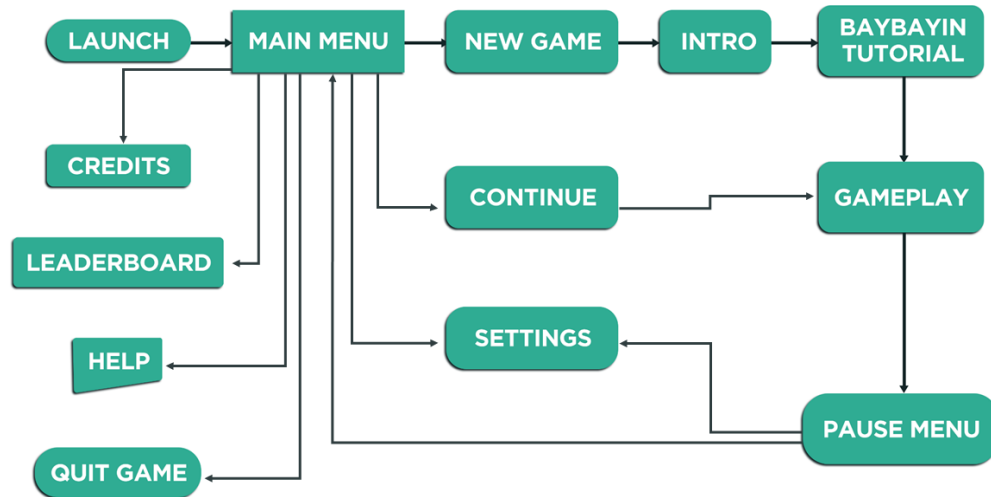 LAUNCH
MAIN MENU
NEW GAME
INTRO
BAYBAYIN
TUTORIAL
CREDITS
CONTINUE
GAMEPLAY
LEADERBOARD
SETTINGS
HELP
PAUSE MENU
QUIT GAME